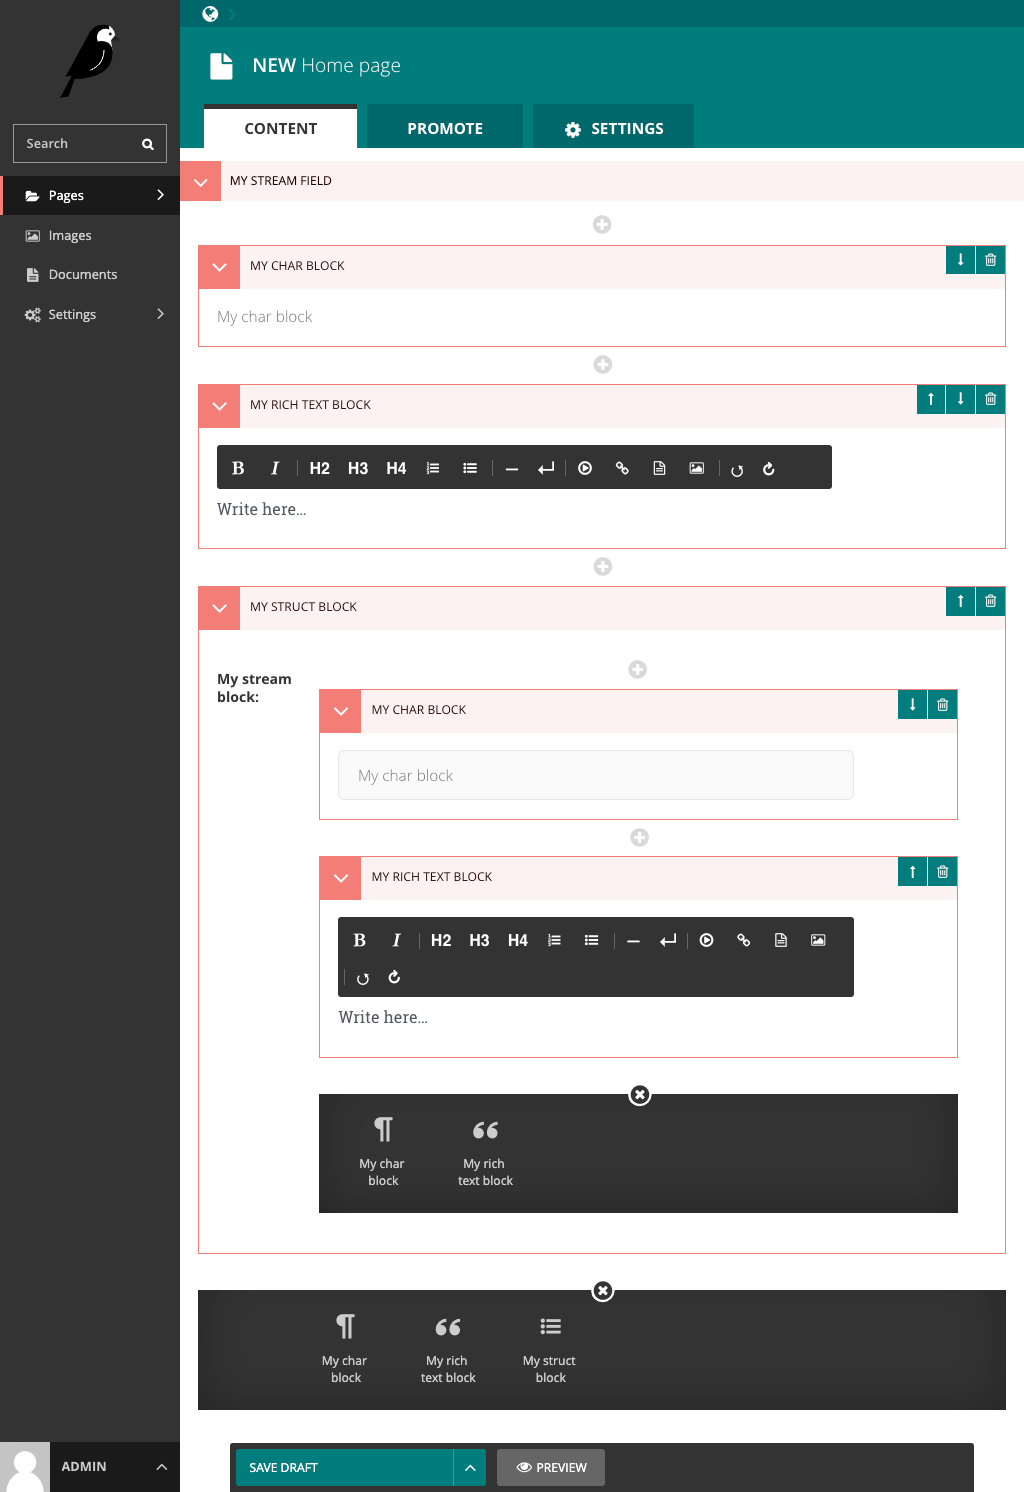 Search
Pages
Images
Documents
Settings
ADMIN
NEW Home page
CONTENT
PROMOTE
SETTINGS
MY STREAM FIELD
MY CHAR BLOCK
My char block
MY RICH TEXT BLOCK
B I H2 H3 H4
Write here...
MY STRUCT BLOCK
My stream
block:
MY CHAR BLOCK
My char block
MY RICH TEXT BLOCK
B I H2 H3 H4
Write here...
My char
block
My rich
text block
My char
block
My rich
text block
My struct
block
SAVE DRAFT
PREVIEW